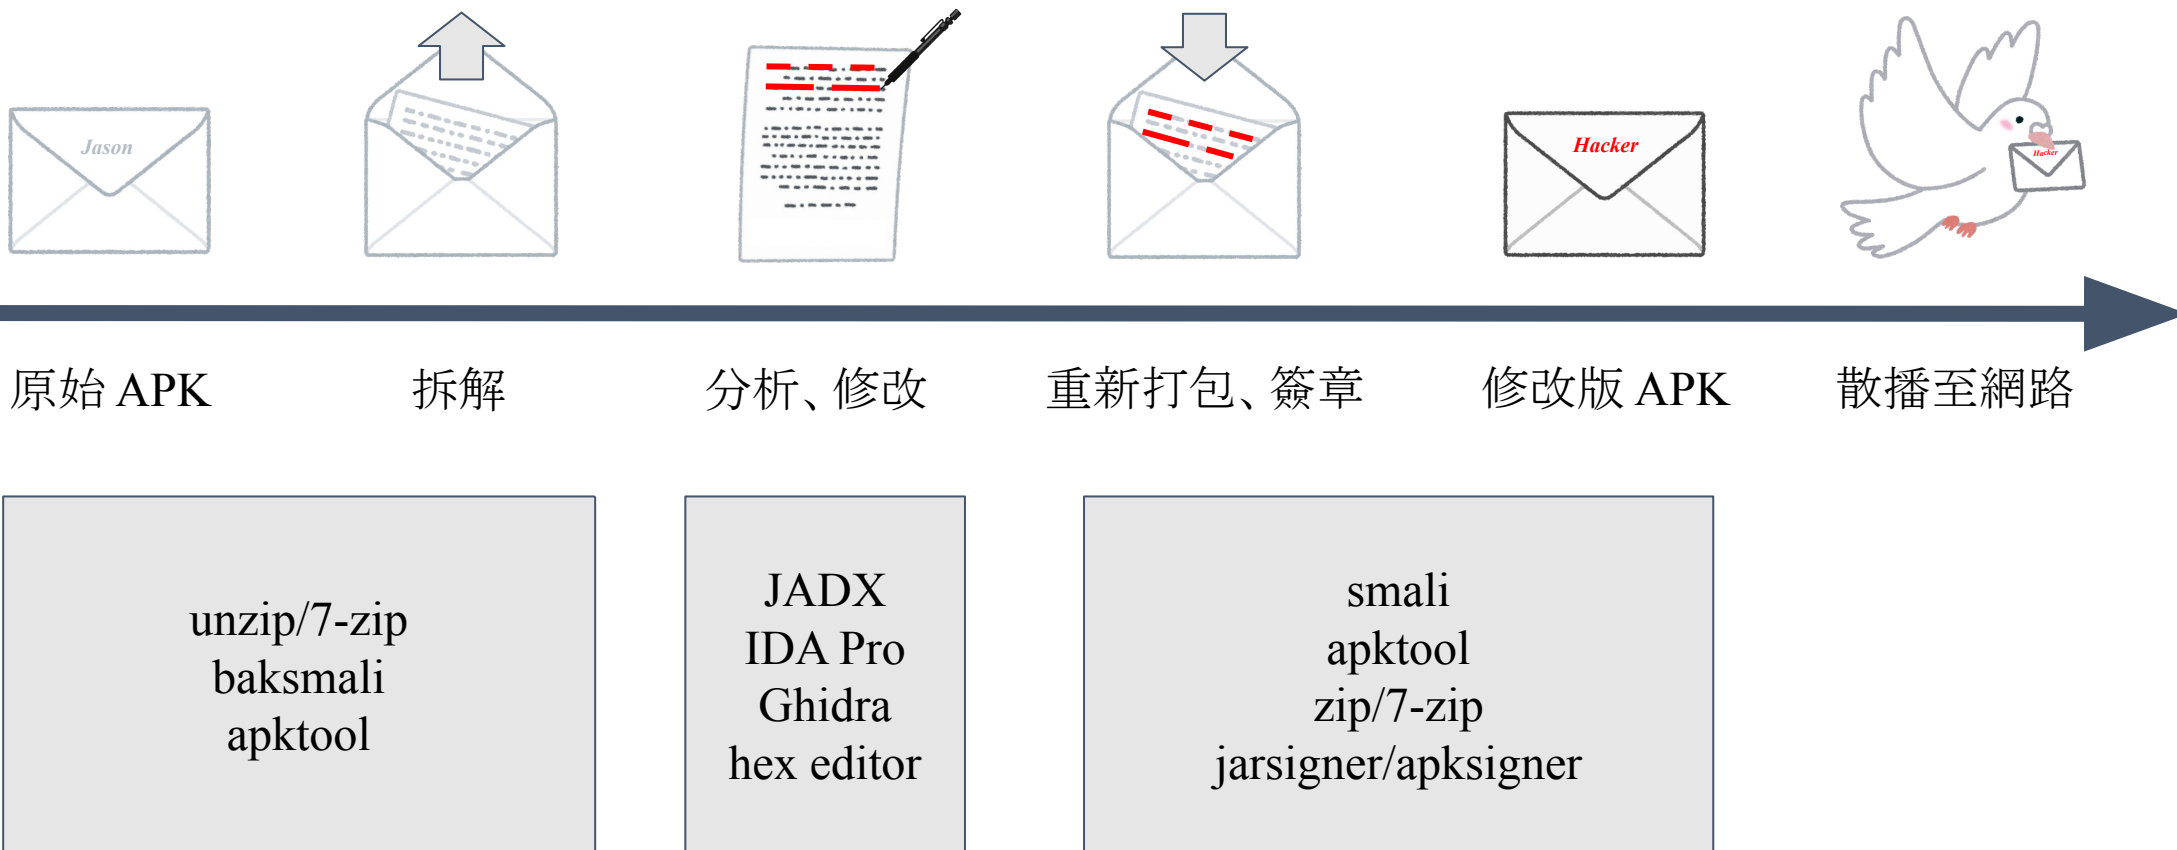 Jason
Hacker
Hacker
原始 APK
拆解
分析、修改
重新打包、簽章
修改版 APK
散播至網路
unzip/7-zip
baksmali
apktool
JADX
IDA Pro
Ghidra
hex editor
smali
apktool
zip/7-zip
jarsigner/apksigner